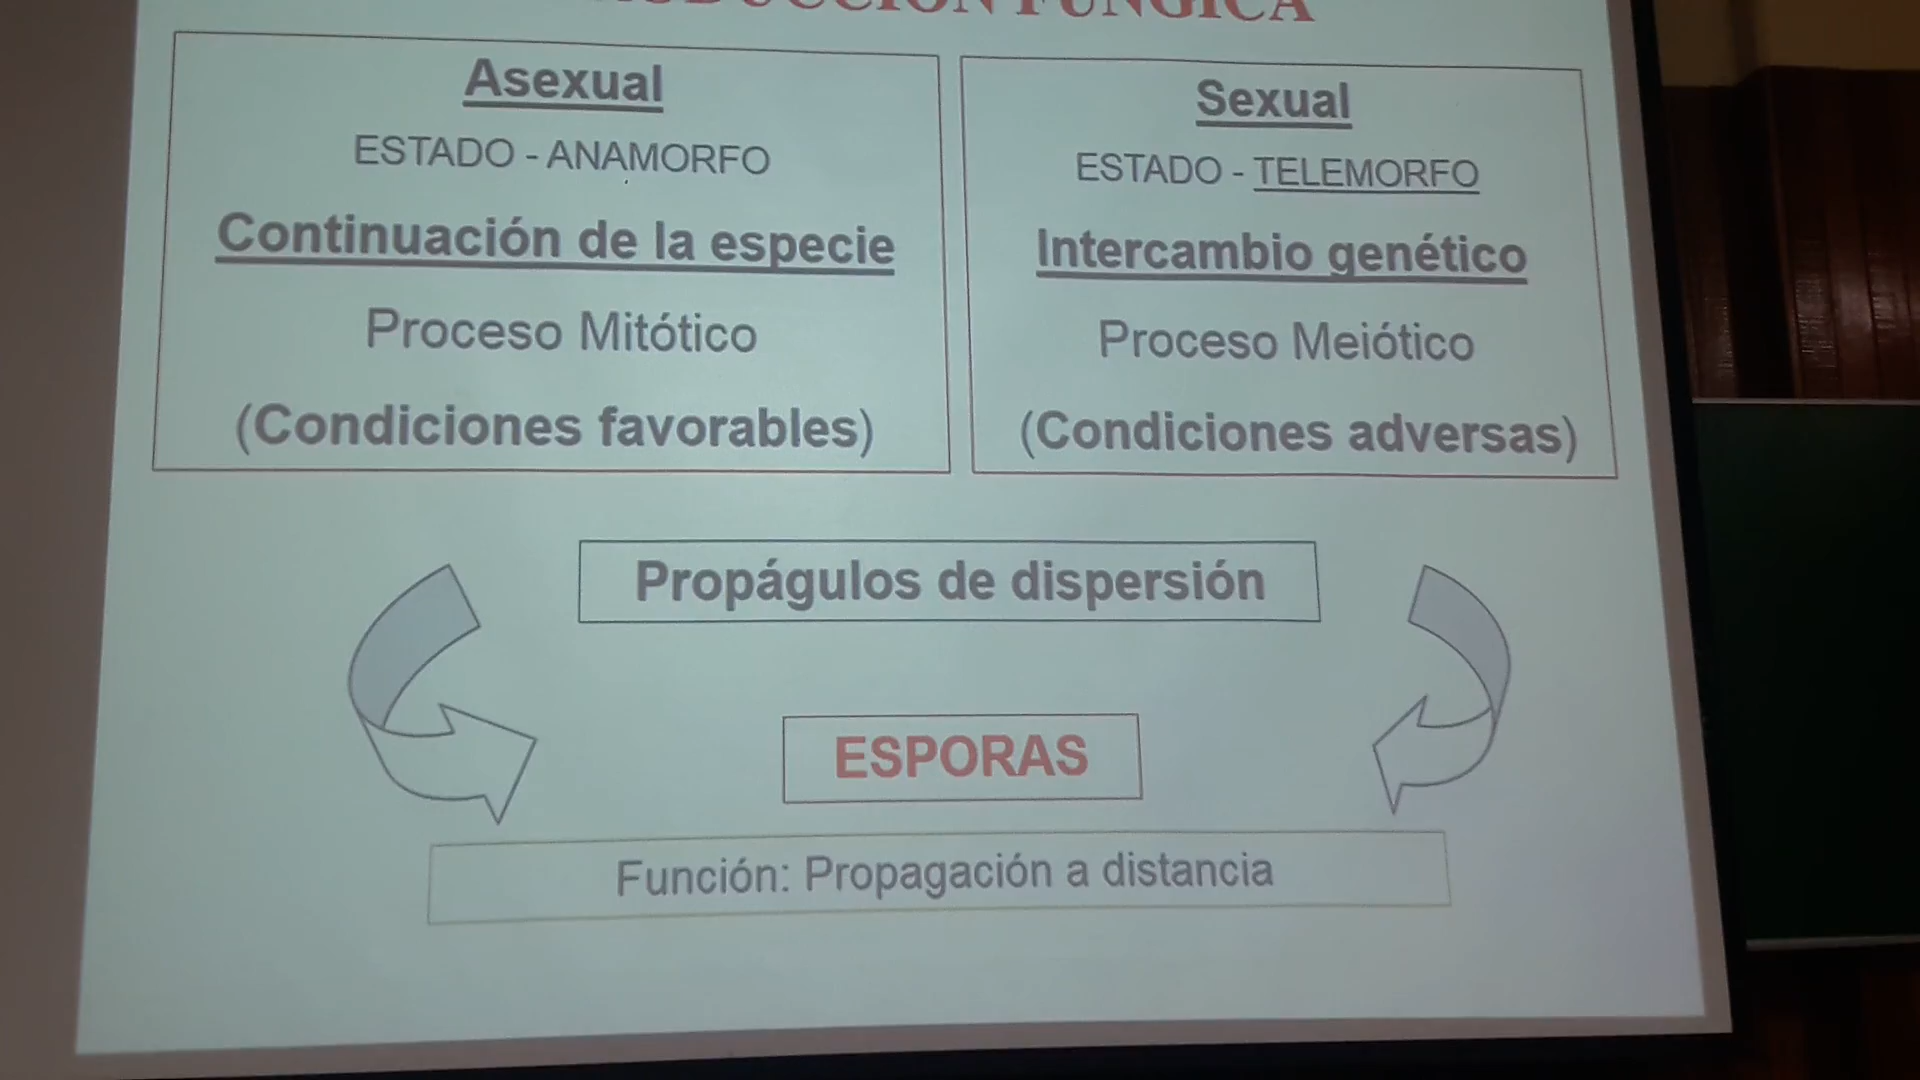 FÚNGICA
Asexual
ESTADO - ANAMORFO
Continuación de la especie
Proceso Mitótico
(Condiciones favorables)
Sexual
ESTADO - TELEMORFO
Intercambio genético
Proceso Meiótico
(Condiciones adversas)
Propágulos de dispersión
ESPORAS
Función: Propagación a distancia